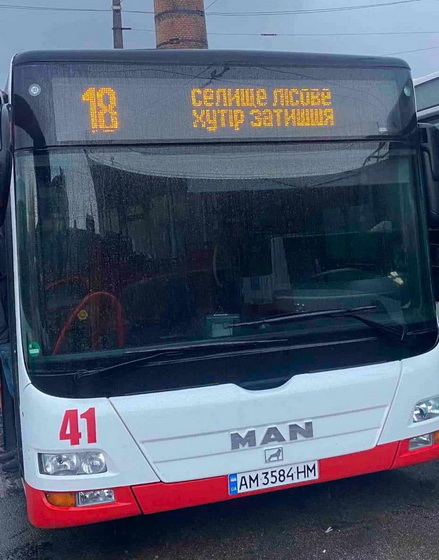 18 селище лісове
хутір затишшя
41
MAN
AM 3584 HM